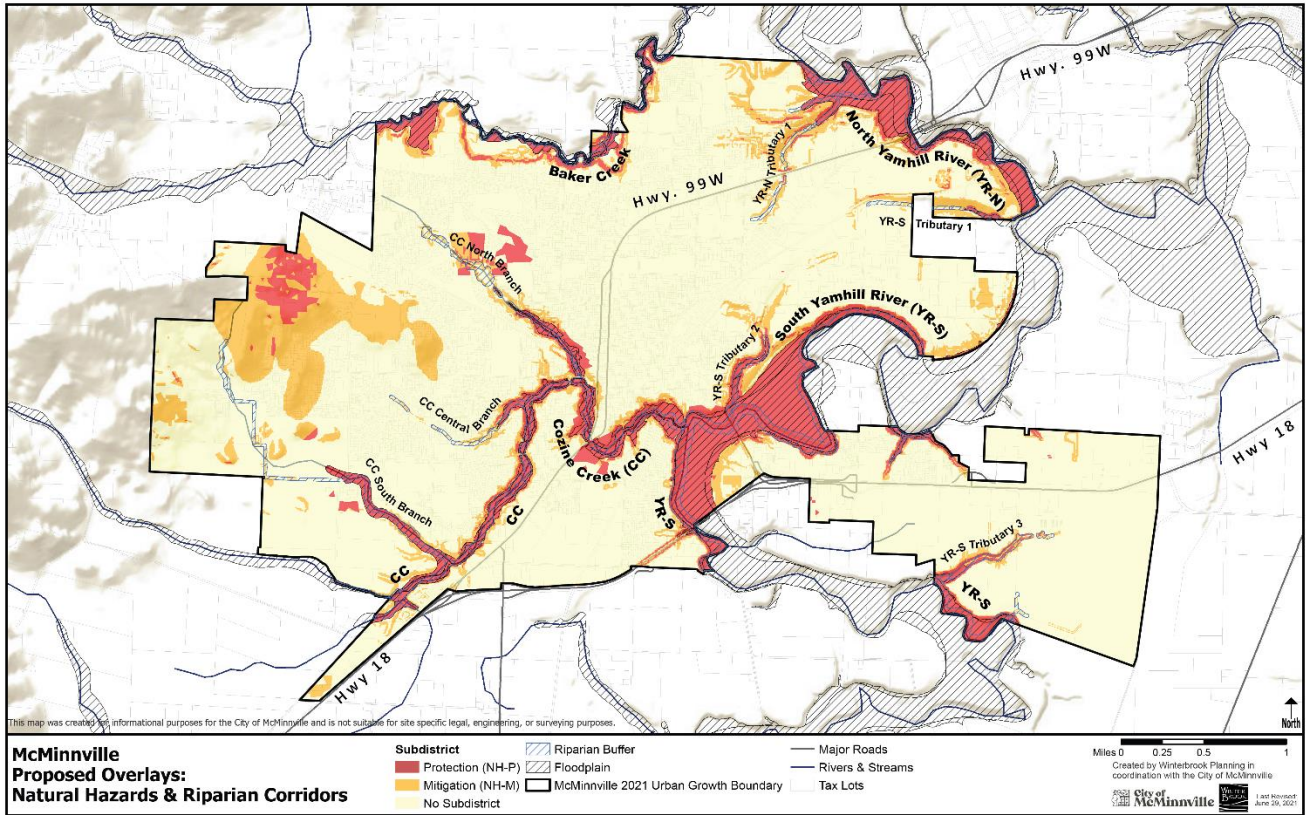 Hwy. 99W
Baker Creek
YR-N Tributary 1
North Yamhill River (YR-N)
Hwy. 99W
YR-S Tributary 1
CC North Branch
South Yamhill River (YR-S)
YR-S Tributary 2
CC Central Branch
Cozine Creek (CC)
Hwy 18
CC South Branch
CC
YR-S
YR-S Tributary 3
CC
YR-S
Hwy 18
This map was created for informational purposes for the City of McMinnville and is not suitable for site specific legal, engineering, or surveying purposes.
North
McMinnville
Proposed Overlays:
Natural Hazards & Riparian Corridors
Subdistrict
Protection (NH-P)
Mitigation (NH-M)
No Subdistrict
Riparian Buffer
Floodplain
McMinnville 2021 Urban Growth Boundary
Major Roads
Rivers & Streams
Tax Lots
Miles 0 0.25 0.5 1
Created by Winterbrook Planning in
coordination with the City of McMinnville
City of
McMinnville
Winter
Brook
Last Revised:
June 29, 2021